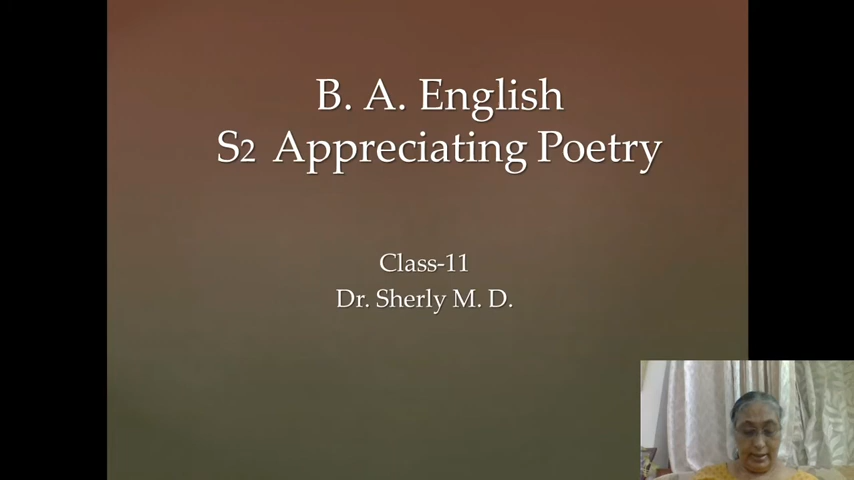 B. A. English
S2 Appreciating Poetry
Class-11
Dr. Sherly M. D.